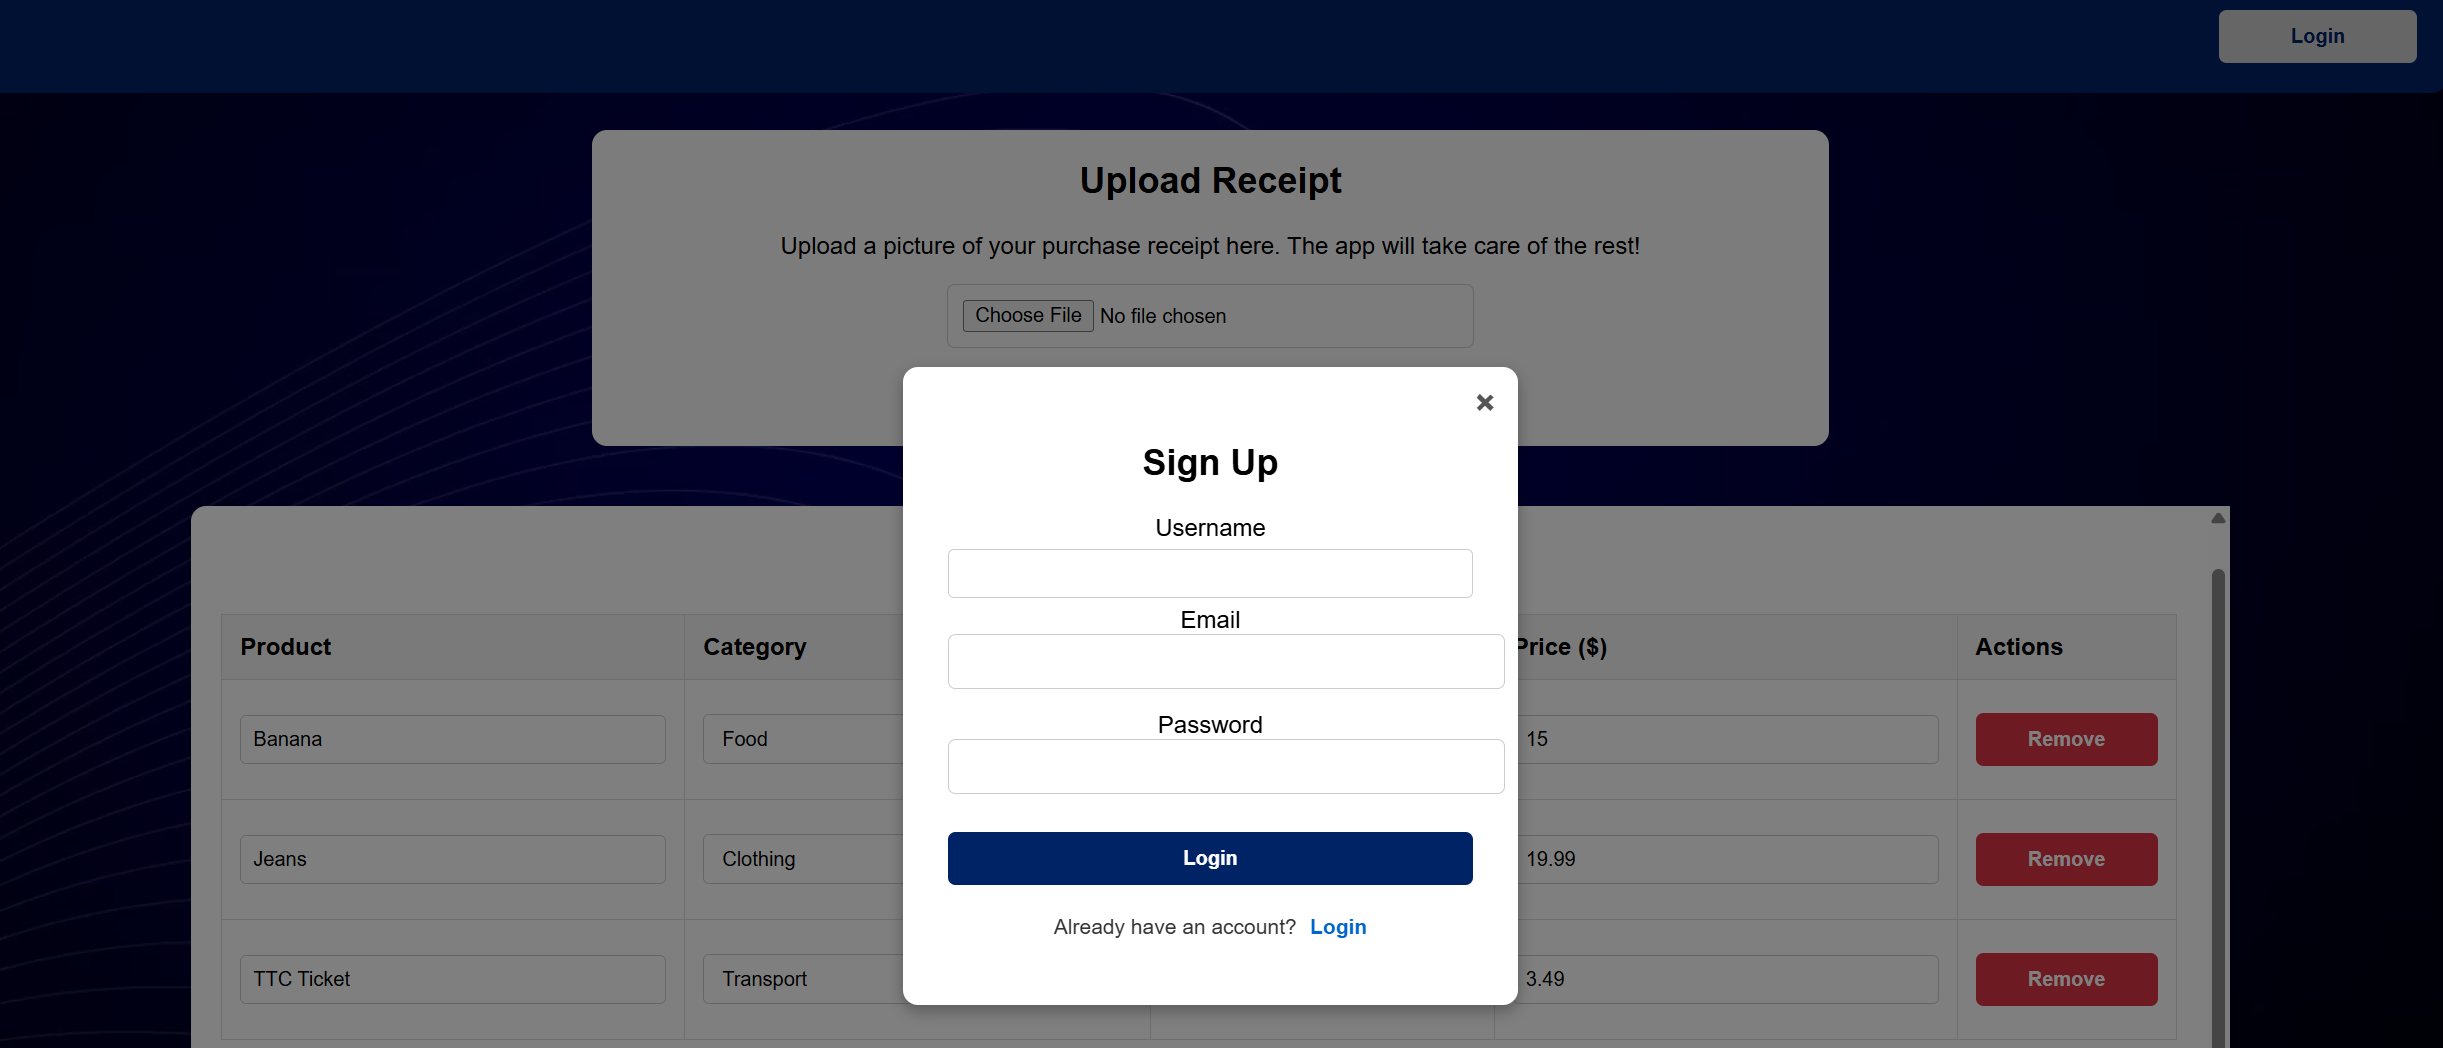 Login
Upload Receipt
Upload a picture of your purchase receipt here. The app will take care of the rest!
Choose File No file chosen
×
Sign Up
Username
Email
Password
Login
Already have an account? Login
Product Category Price ($) Actions
Banana Food 15 Remove
Jeans Clothing 19.99 Remove
TTC Ticket Transport 3.49 Remove